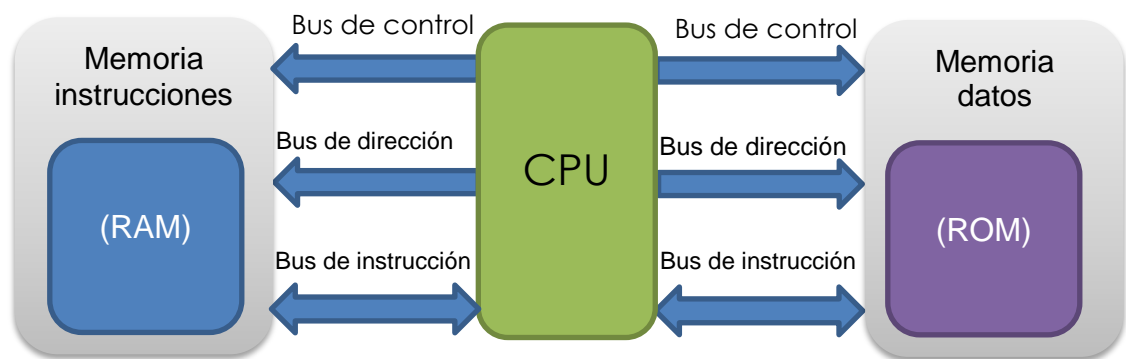 Bus de control
Bus de control
Memoria
instrucciones
Memoria
datos
Bus de dirección
Bus de dirección
CPU
(RAM)
(ROM)
Bus de instrucción
Bus de instrucción